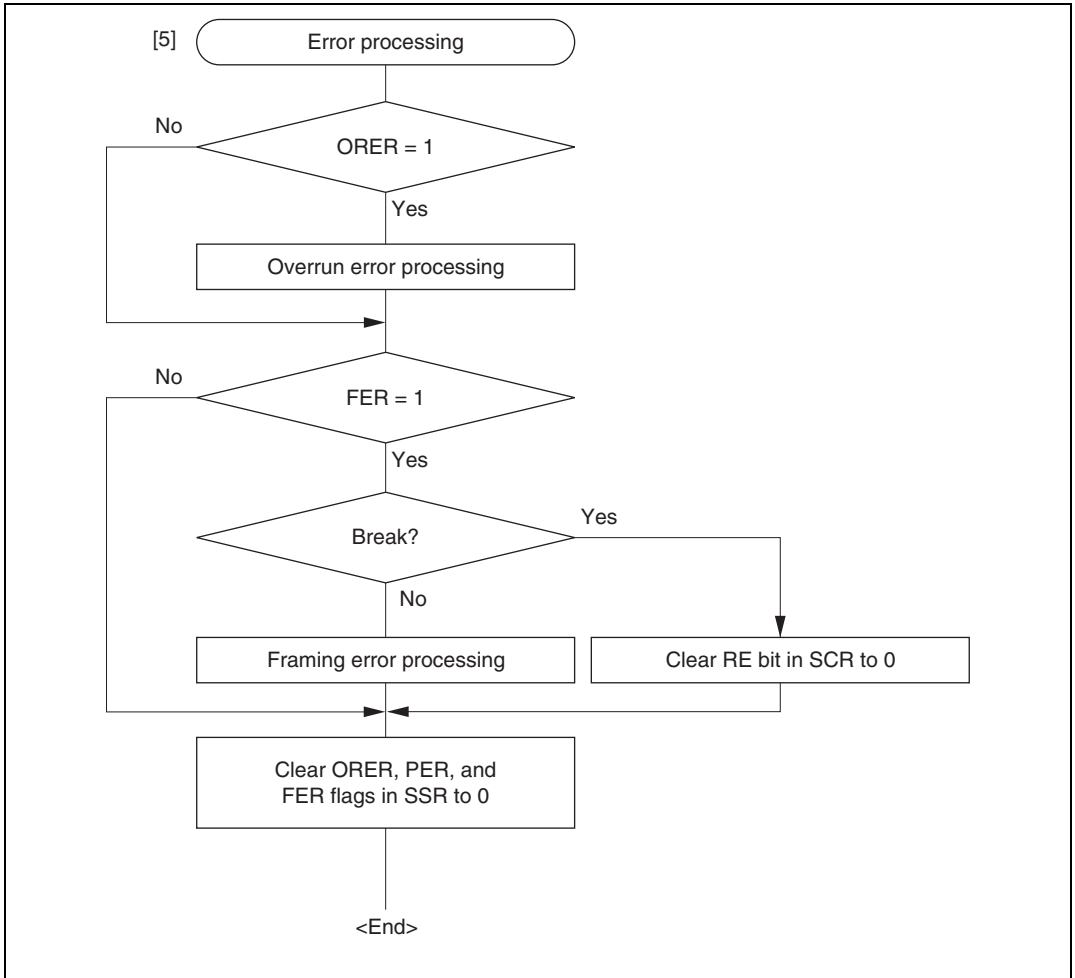 [5]
Error processing
No
ORER = 1
Yes
Overrun error processing
No
FER = 1
Yes
Break?
Yes
No
Framing error processing
Clear RE bit in SCR to 0
Clear ORER, PER, and
FER flags in SSR to 0
<End>